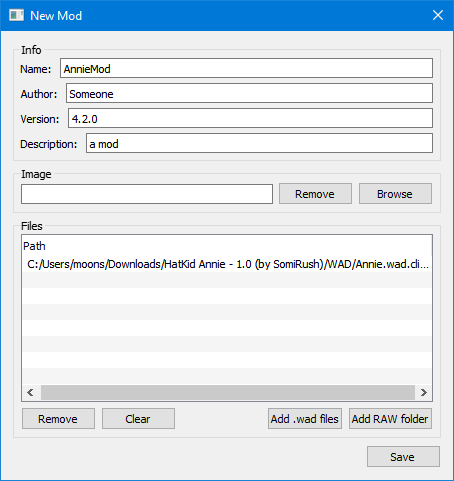 New Mod
Info
Name: AnnieMod
Author: Someone
Version: 4.2.0
Description: a mod
Image
Remove Browse
Files
Path
C:/Users/moons/Downloads/HatKid Annie - 1.0 (by SomiRush)/WAD/Annie.wad.cli...
Remove Clear Add .wad files Add RAW folder
Save